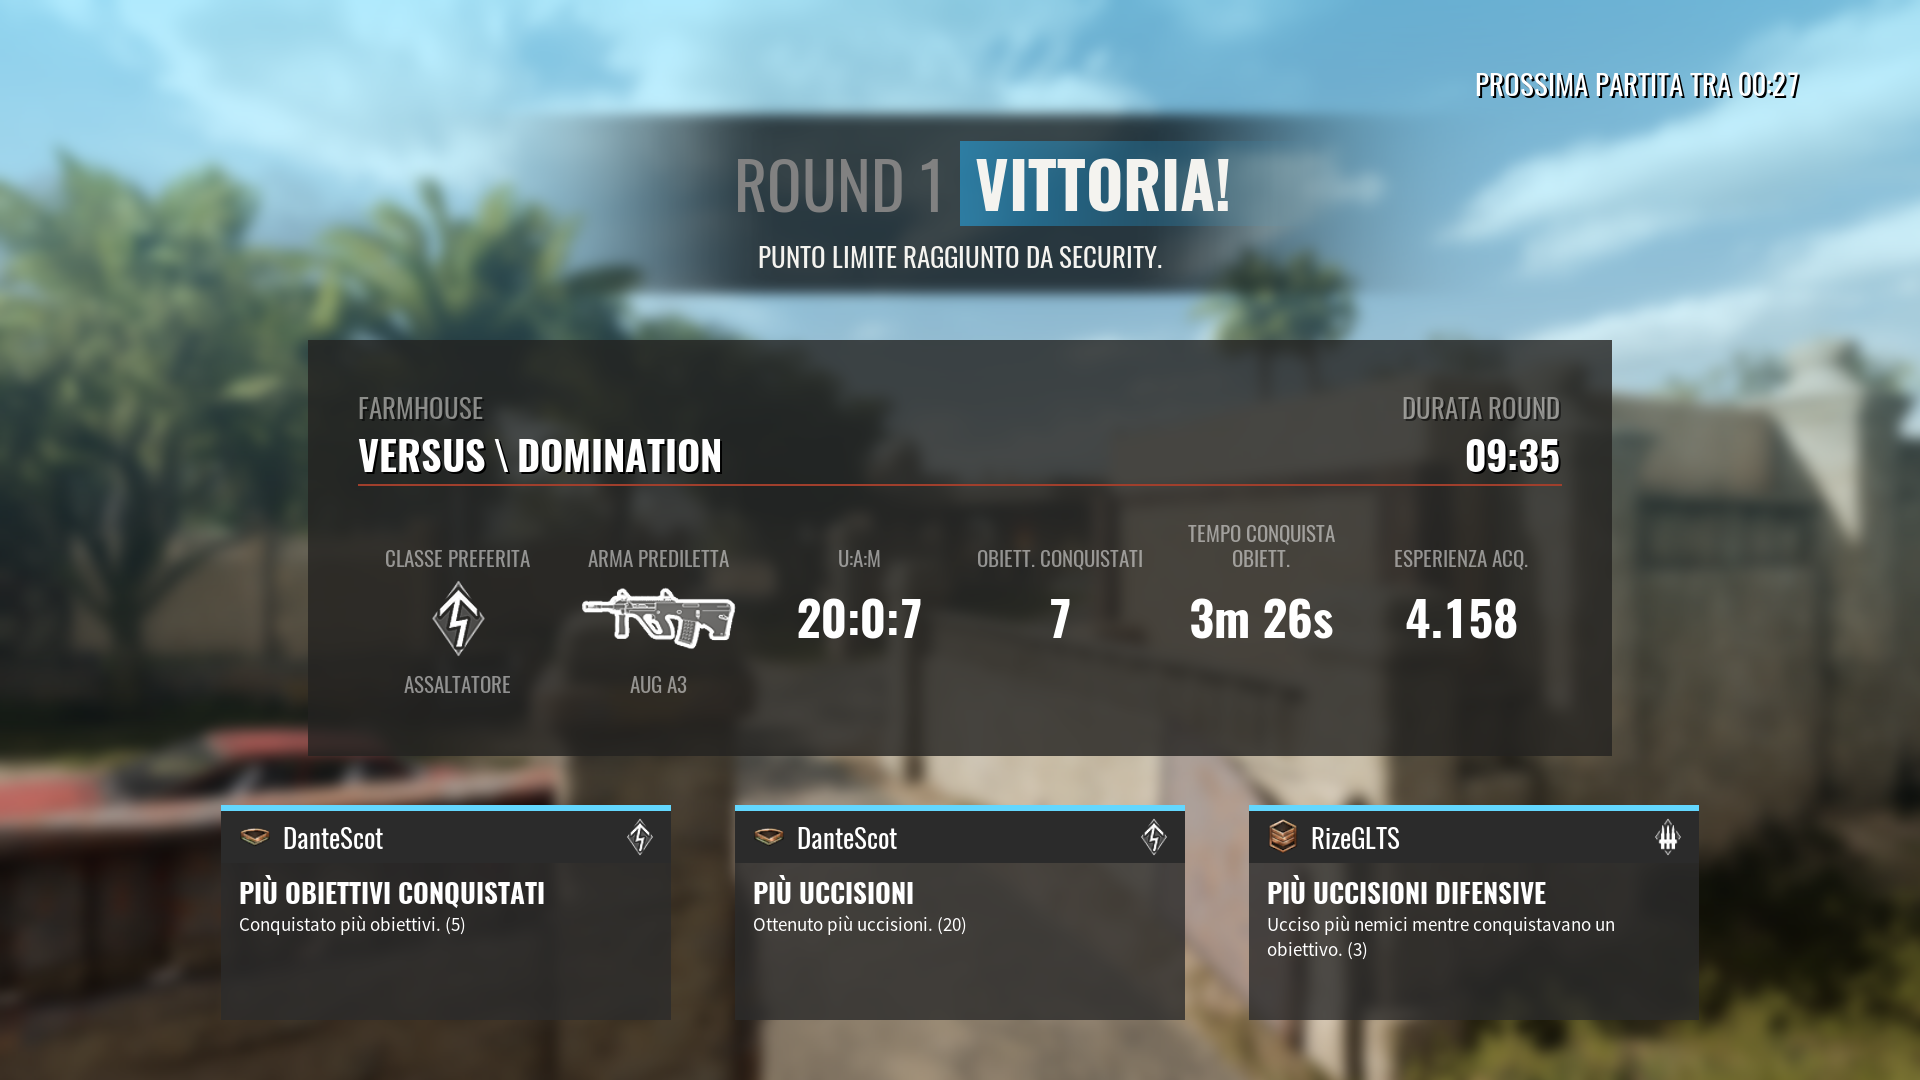 PROSSIMA PARTITA TRA 00:27
ROUND 1 VITTORIA!
PUNTO LIMITE RAGGIUNTO DA SECURITY.
FARMHOUSE
VERSUS \ DOMINATION
DURATA ROUND
09:35
CLASSE PREFERITA
ASSALTATORE
ARMA PREDILETTA
AUG A3
U:A:M
20:0:7
OBIETT. CONQUISTATI
7
TEMPO CONQUISTA
OBIETT.
3m 26s
ESPERIENZA ACQ.
4.158
DanteScot
PIÙ OBIETTIVI CONQUISTATI
Conquistato più obiettivi. (5)
DanteScot
PIÙ UCCISIONI
Ottenuto più uccisioni. (20)
RizeGLTS
PIÙ UCCISIONI DIFENSIVE
Ucciso più nemici mentre conquistavano un
obiettivo. (3)